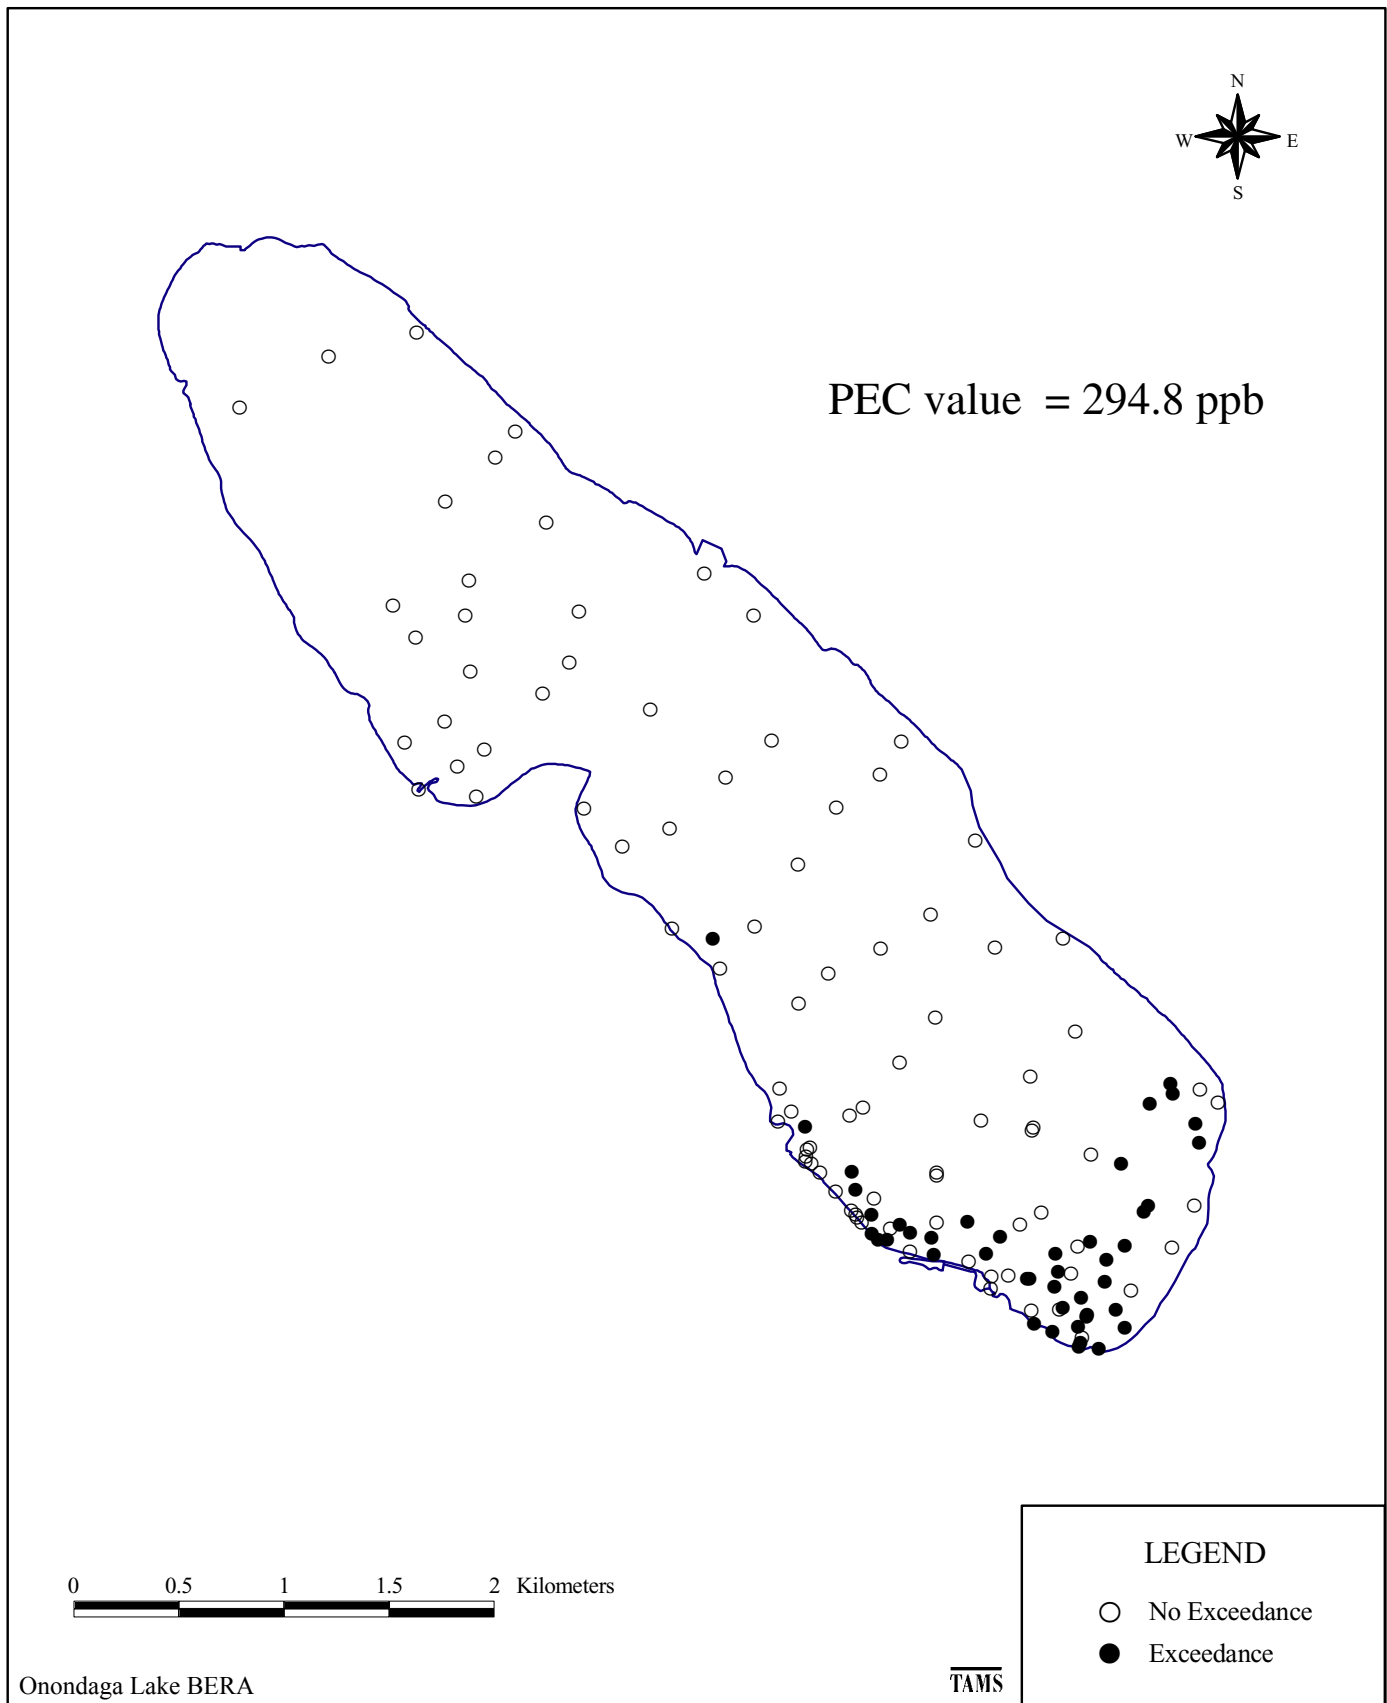 N
W E
S
PEC value = 294.8 ppb
LEGEND
0 0.5 1 1.5 2 Kilometers
No Exceedance
Exceedance
Onondaga Lake BERA
TAMS